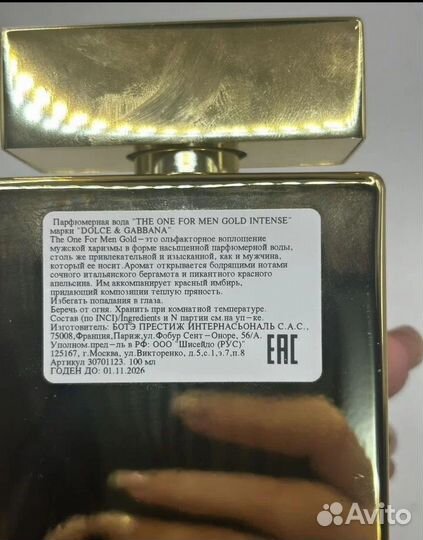 Парфюмерная вода "THE ONE FOR MEN GOLD INTENSE"
марки "DOLCE & GABBANA"
The One For Men Gold—это ольфакторное воплощение
мужской харизмы в форме насыщенной парфюмерной воды,
столь же привлекательной и изысканной, как и мужчина,
который ее носит.Аромат открывается бодрящими нотами
сочного итальянского бергамота и пикантного красного
апельсина. Им аккомпанирует красный имбирь,
придающий композиции теплую пряность.
Избегать попадания в глаза.
Беречь от огня. Хранить при комнатной температуре.
Состав (по INCI)/Ingredients и N партии см.на уп-ке.
Изготовитель: БОТЭ ПРЕСТИЖ ИНТЕРНАСЬОНАЛЬ С.А.С.,
75008,Франция,Париж,ул.Фобур Сент-Оноре, 56/А.
Уполном.пред-ль в РФ: ООО "Шисейдо (РУС)"
125167, г.Москва, ул.Викторенко, д.5,с.1,э.7,п.8
Артикул 30701123. 100 мл
ГОДЕН ДО: 01.11.2026
EAC
Avito